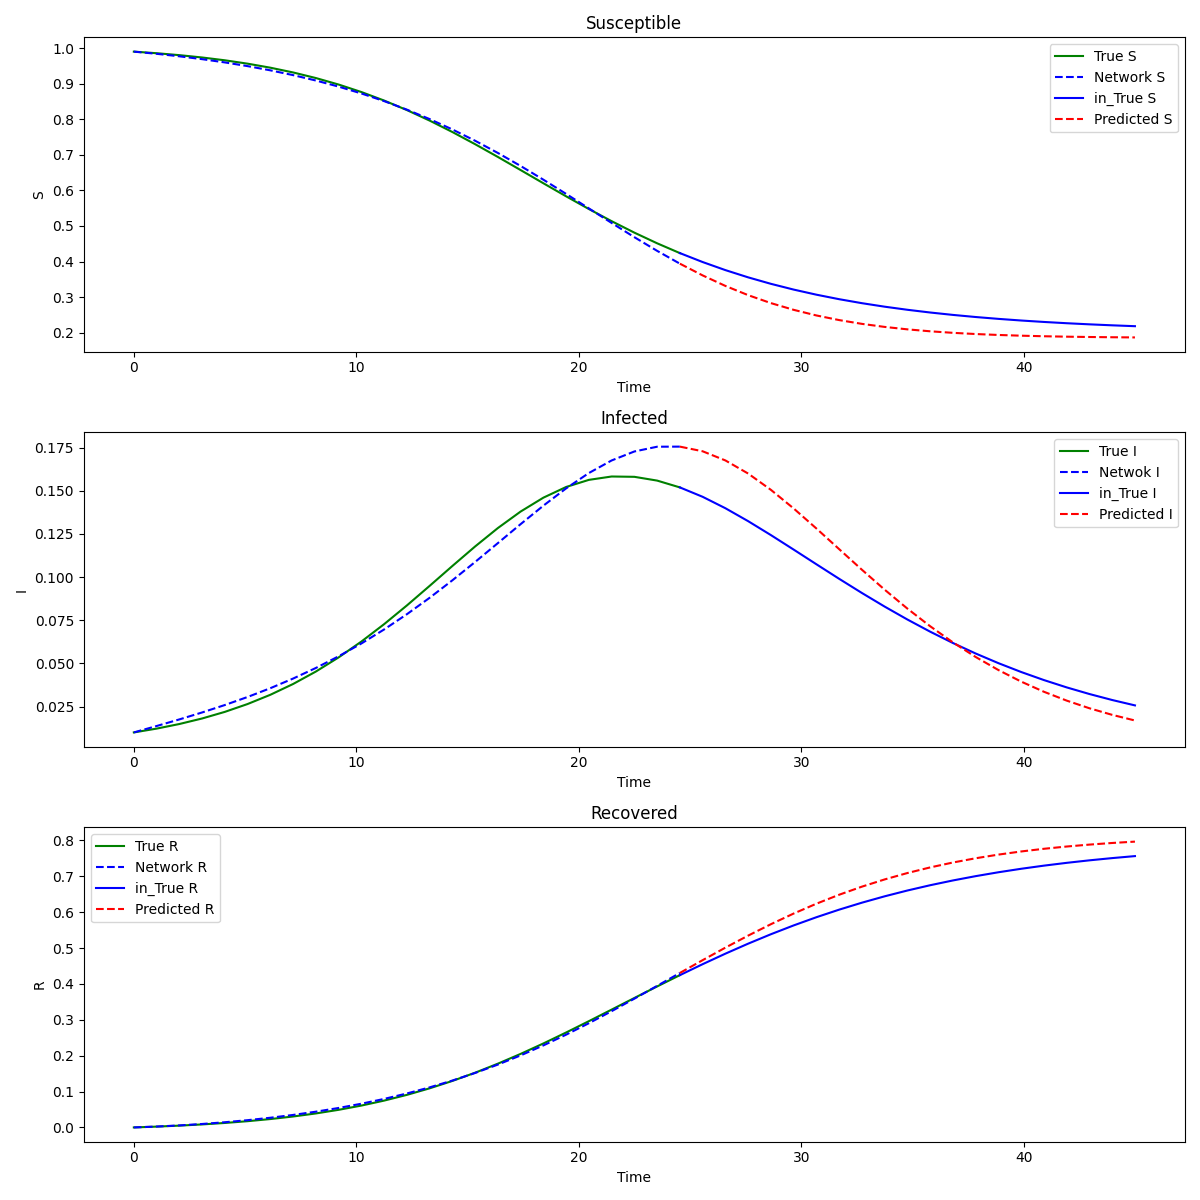 Susceptible
1.0
0.9
0.8
0.7
0.6
0.5
0.4
0.3
0.2
S
True S
Network S
in_True S
Predicted S
0 10 20 30 40
Time
Infected
0.175
0.150
0.125
0.100
0.075
0.050
0.025
I
True I
Netwok I
in_True I
Predicted I
0 10 20 30 40
Time
Recovered
0.8
0.7
0.6
0.5
0.4
0.3
0.2
0.1
0.0
R
True R
Network R
in_True R
Predicted R
0 10 20 30 40
Time